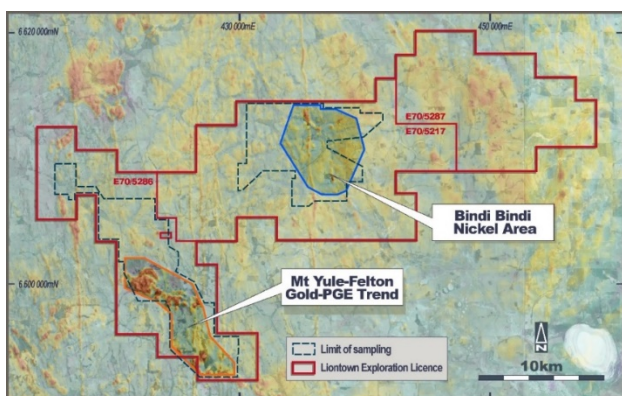 430 000mE
450 000mE
6 620 000mN
E70/5287
E70/5217
E70/5286
Bindi Bindi
Nickel Area
6 600 000mN
Mt Yule-Felton
Gold-PGE Trend
Limit of sampling
Liontown Exploration Licence
N
10km